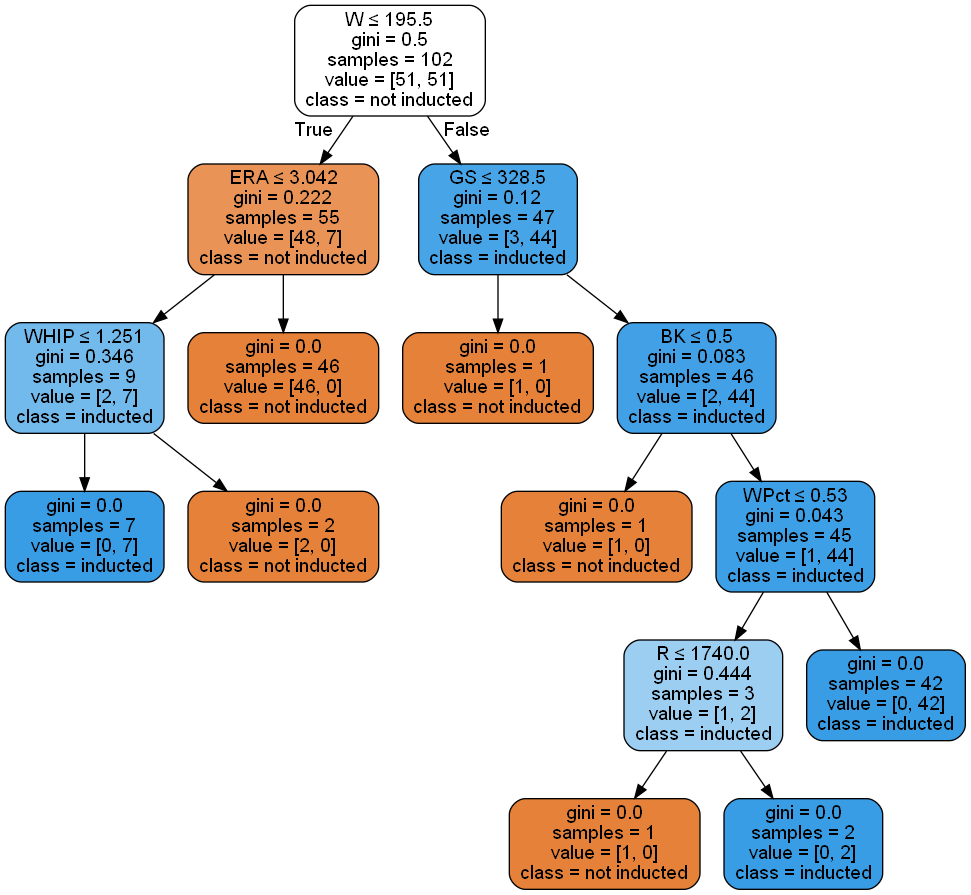 W ≤ 195.5
gini = 0.5
samples = 102
value = [51, 51]
class = not inducted
True
False
ERA ≤ 3.042
gini = 0.222
samples = 55
value = [48, 7]
class = not inducted
GS ≤ 328.5
gini = 0.12
samples = 47
value = [3, 44]
class = inducted
WHIP ≤ 1.251
gini = 0.346
samples = 9
value = [2, 7]
class = inducted
gini = 0.0
samples = 46
value = [46, 0]
class = not inducted
gini = 0.0
samples = 1
value = [1, 0]
class = not inducted
BK ≤ 0.5
gini = 0.083
samples = 46
value = [2, 44]
class = inducted
gini = 0.0
samples = 7
value = [0, 7]
class = inducted
gini = 0.0
samples = 2
value = [2, 0]
class = not inducted
gini = 0.0
samples = 1
value = [1, 0]
class = not inducted
WPct ≤ 0.53
gini = 0.043
samples = 45
value = [1, 44]
class = inducted
R ≤ 1740.0
gini = 0.444
samples = 3
value = [1, 2]
class = inducted
gini = 0.0
samples = 42
value = [0, 42]
class = inducted
gini = 0.0
samples = 1
value = [1, 0]
class = not inducted
gini = 0.0
samples = 2
value = [0, 2]
class = inducted